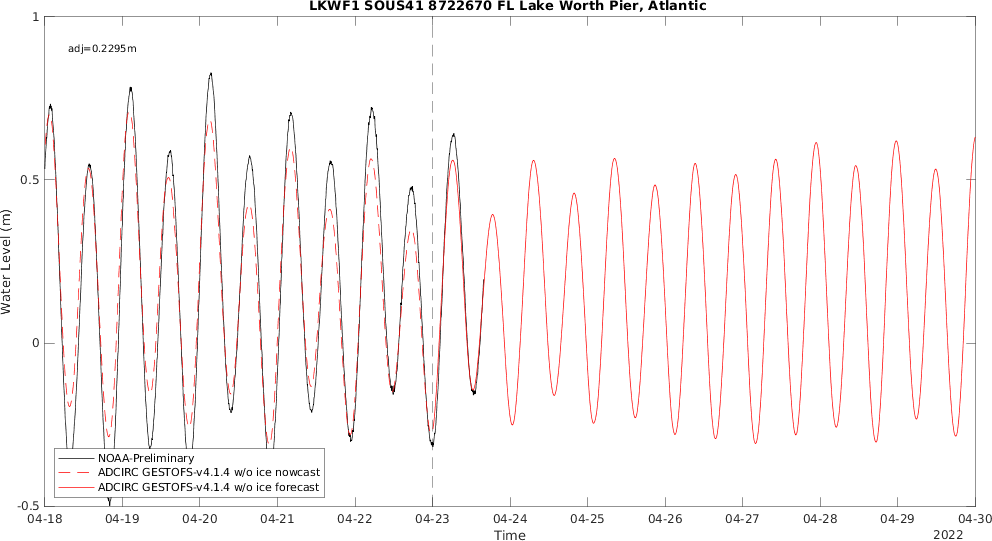 LKWF1 SOUS41 8722670 FL Lake Worth Pier, Atlantic
1
adj=0.2295m
0.5
Water Level (m)
0
NOAA-Preliminary
ADCIRC GESTOFS-v4.1.4 w/o ice nowcast
ADCIRC GESTOFS-v4.1.4 w/o ice forecast
-0.5
04-18 04-19 04-20 04-21 04-22 04-23 04-24 04-25 04-26 04-27 04-28 04-29 04-30
Time
2022